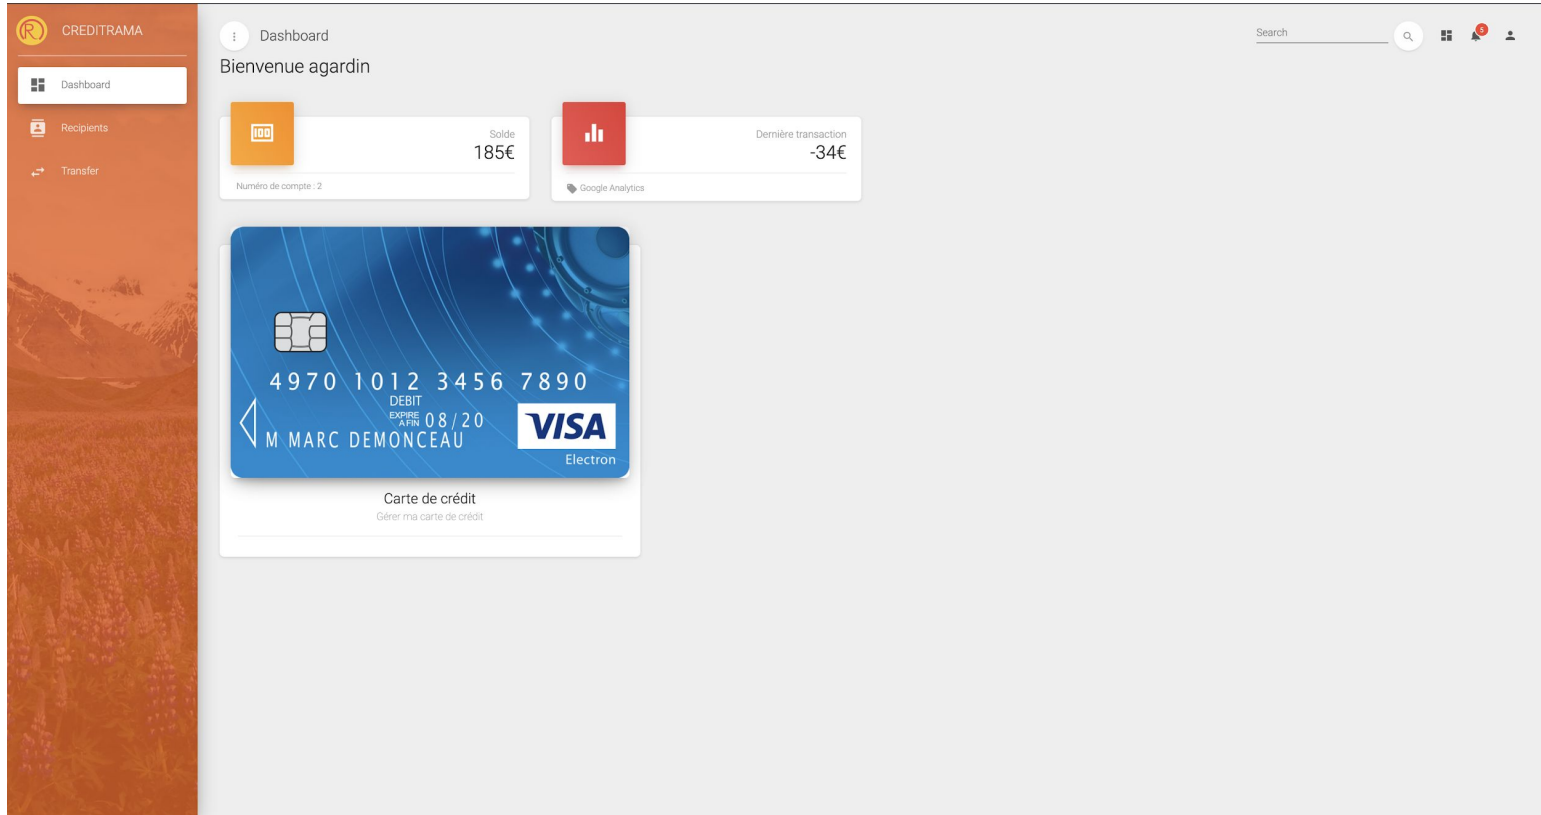 CREDITRAMA
Dashboard
Recipients
Transfer
Dashboard
Search
5
Bienvenue agardin
100
Solde
185€
Numéro de compte : 2
Dernière transaction
-34€
Google Analytics
4970 1012 3456 7890
DEBIT
EXPIRE A FIN 08/20
M MARC DEMONCEAU
VISA
Electron
Carte de crédit
Gérer ma carte de crédit